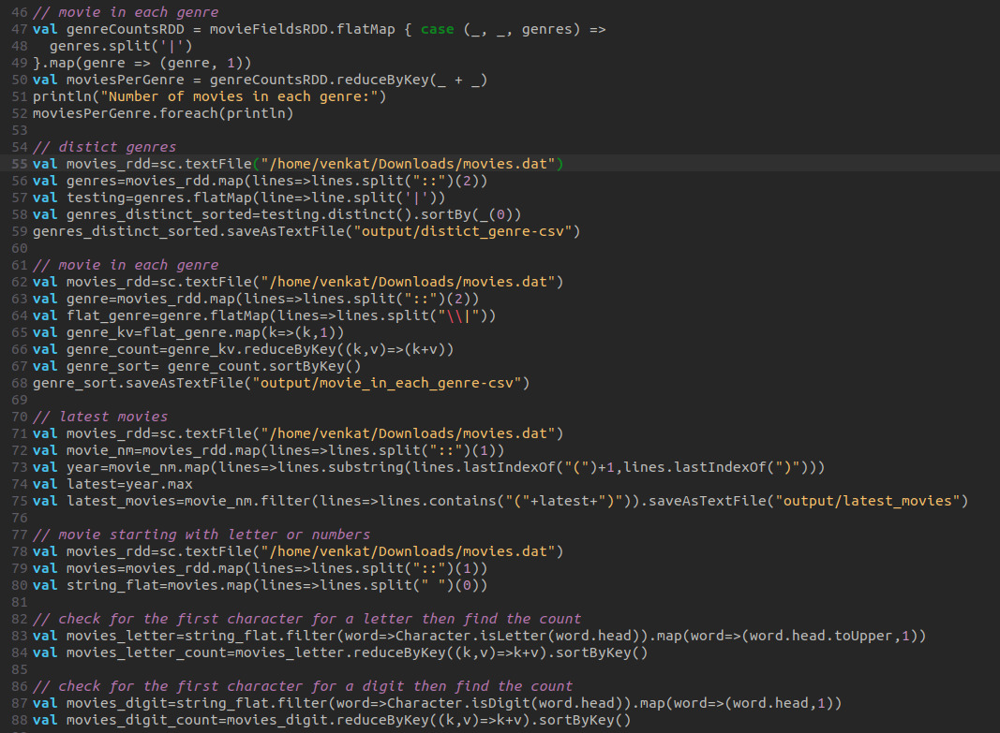 46 // movie in each genre
47 val genreCountsRDD = movieFieldsRDD.flatMap { case (_, _, genres) =>
48   genres.split('|')
49 }.map(genre => (genre, 1))
50 val moviesPerGenre = genreCountsRDD.reduceByKey(_ + _)
51 println("Number of movies in each genre:")
52 moviesPerGenre.foreach(println)
53
54 // distict genres
55 val movies_rdd=sc.textFile("/home/venkat/Downloads/movies.dat")
56 val genres=movies_rdd.map(lines=>lines.split("::")(2))
57 val testing=genres.flatMap(line=>line.split('|'))
58 val genres_distinct_sorted=testing.distinct().sortBy(_(0))
59 genres_distinct_sorted.saveAsTextFile("output/distict_genre-csv")
60
61 // movie in each genre
62 val movies_rdd=sc.textFile("/home/venkat/Downloads/movies.dat")
63 val genre=movies_rdd.map(lines=>lines.split("::")(2))
64 val flat_genre=genre.flatMap(lines=>lines.split("\\|"))
65 val genre_kv=flat_genre.map(k=>(k,1))
66 val genre_count=genre_kv.reduceByKey((k,v)=>(k+v))
67 val genre_sort= genre_count.sortByKey()
68 genre_sort.saveAsTextFile("output/movie_in_each_genre-csv")
69
70 // latest movies
71 val movies_rdd=sc.textFile("/home/venkat/Downloads/movies.dat")
72 val movie_nm=movies_rdd.map(lines=>lines.split("::")(1))
73 val year=movie_nm.map(lines=>lines.substring(lines.lastIndexOf("(")+1,lines.lastIndexOf(")")))
74 val latest=year.max
75 val latest_movies=movie_nm.filter(lines=>lines.contains("("+latest+")")).saveAsTextFile("output/latest_movies")
76
77 // movie starting with letter or numbers
78 val movies_rdd=sc.textFile("/home/venkat/Downloads/movies.dat")
79 val movies=movies_rdd.map(lines=>lines.split("::")(1))
80 val string_flat=movies.map(lines=>lines.split(" ")(0))
81
82 // check for the first character for a letter then find the count
83 val movies_letter=string_flat.filter(word=>Character.isLetter(word.head)).map(word=>(word.head.toUpper,1))
84 val movies_letter_count=movies_letter.reduceByKey((k,v)=>k+v).sortByKey()
85
86 // check for the first character for a digit then find the count
87 val movies_digit=string_flat.filter(word=>Character.isDigit(word.head)).map(word=>(word.head,1))
88 val movies_digit_count=movies_digit.reduceByKey((k,v)=>k+v).sortByKey()